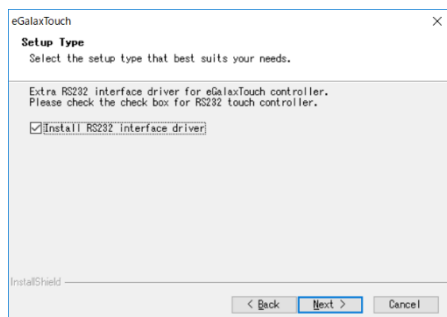 eGalaxTouch
Setup Type
Select the setup type that best suits your needs.
Extra RS232 interface driver for eGalaxTouch controller.
Please check the check box for RS232 touch controller.
Install RS232 interface driver
InstallShield
< Back
Next >
Cancel